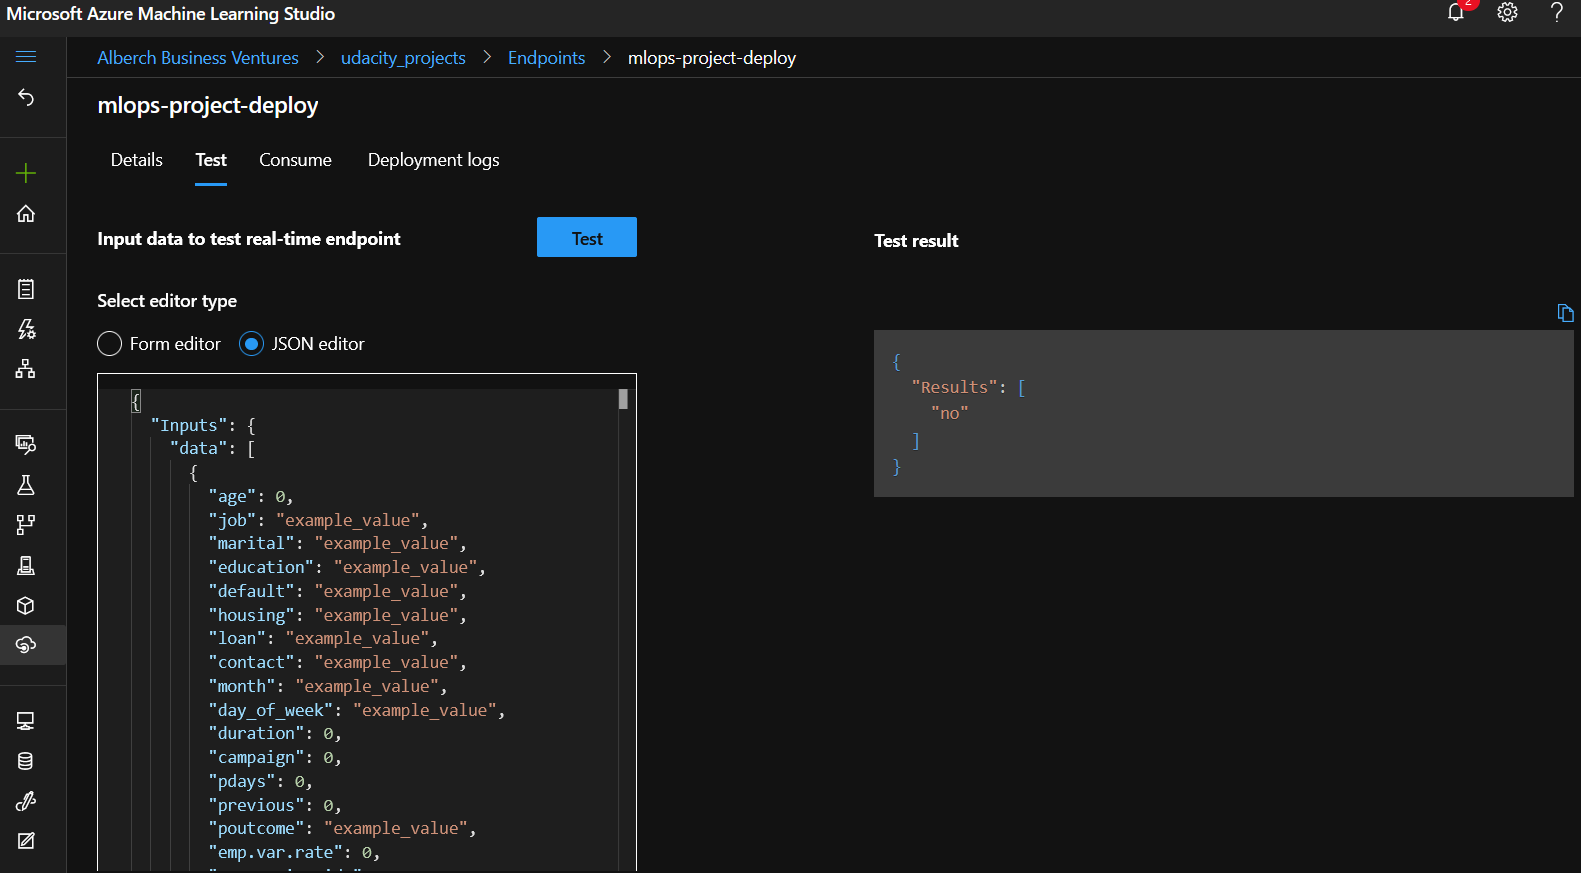 Microsoft Azure Machine Learning Studio
2
Alberch Business Ventures > udacity_projects > Endpoints > mlops-project-deploy
mlops-project-deploy
Details Test Consume Deployment logs
Input data to test real-time endpoint
Test
Test result
Select editor type
Form editor
JSON editor
{
"Inputs": {
"data": [
{
"age": 0,
"job": "example_value",
"marital": "example_value",
"education": "example_value",
"default": "example_value",
"housing": "example_value",
"loan": "example_value",
"contact": "example_value",
"month": "example_value",
"day_of_week": "example_value",
"duration": 0,
"campaign": 0,
"pdays": 0,
"previous": 0,
"poutcome": "example_value",
"emp.var.rate": 0,
{
"Results": [
"no"
]
}